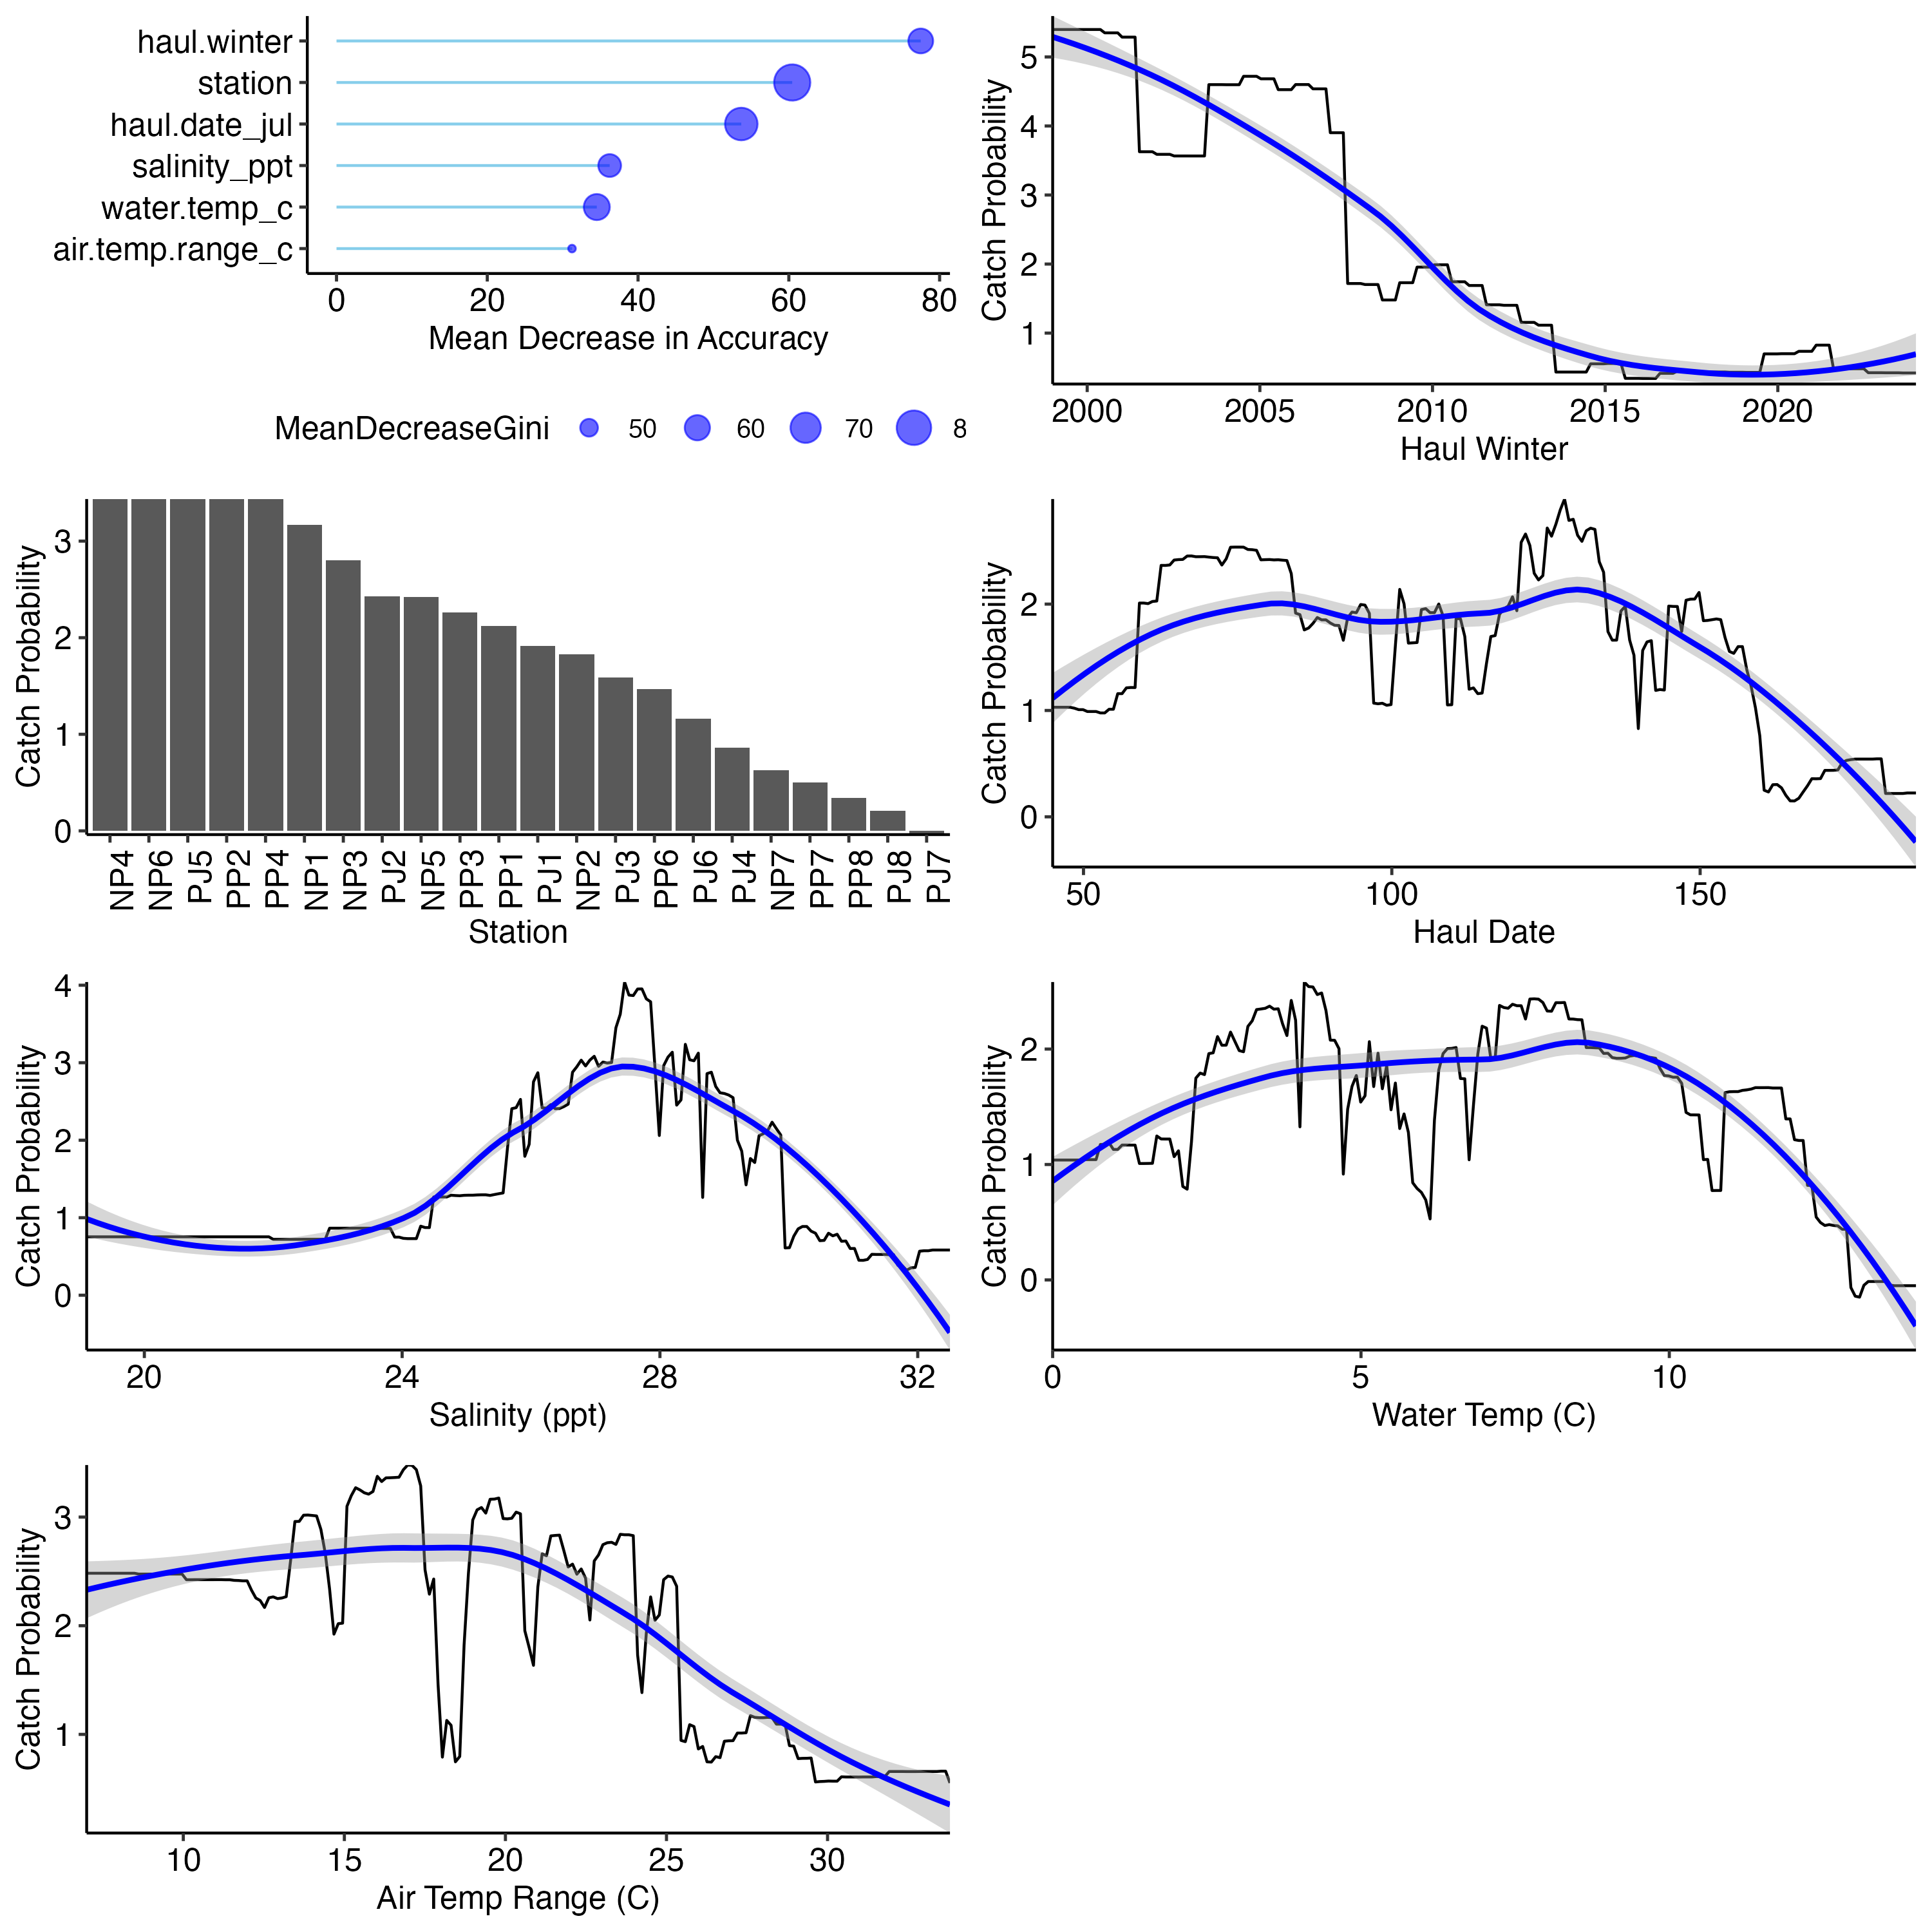 haul.winter
station
haul.date_jul
salinity_ppt
water.temp_c
air.temp.range_c
0 20 40 60 80
Mean Decrease in Accuracy
MeanDecreaseGini 50 60 70 8
Catch Probability
5
4
3
2
1
2000 2005 2010 2015 2020
Haul Winter
Catch Probability
3
2
1
0
NP4 NP6 PJ5 PP2 PP4 NP1 NP3 PJ2 NP5 PP3 PP1 PJ1 NP2 PJ3 PP6 PJ6 PJ4 NP7 PP7 PP8 PJ8 PJ7
Station
Catch Probability
2
1
0
50 100 150
Haul Date
Catch Probability
4
3
2
1
0
20 24 28 32
Salinity (ppt)
Catch Probability
2
1
0
0 5 10
Water Temp (C)
Catch Probability
3
2
1
10 15 20 25 30
Air Temp Range (C)